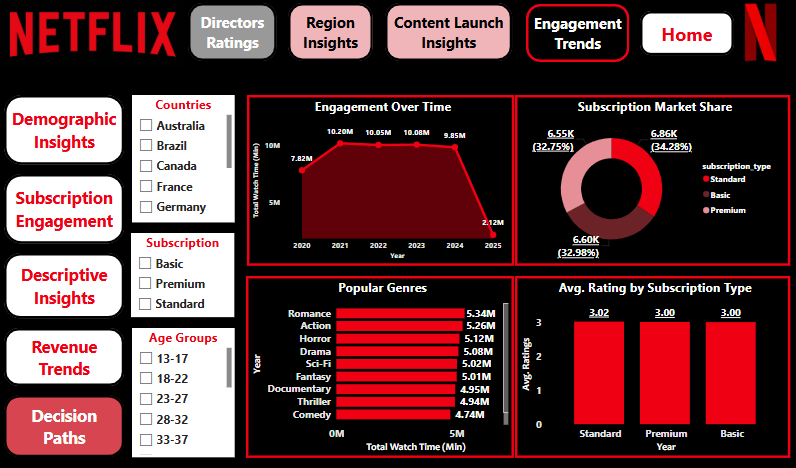 NETFLIX
Directors
Ratings
Region
Insights
Content Launch
Insights
Engagement
Trends
Home
Demographic
Insights
Subscription
Engagement
Descriptive
Insights
Revenue
Trends
Decision
Paths
Countries
Australia
Brazil
Canada
France
Germany
Subscription
Basic
Premium
Standard
Age Groups
13-17
18-22
23-27
28-32
33-37
Engagement Over Time
Total Watch Time (Min)
10M
5M
7.82M
10.20M
10.05M
10.08M
9.85M
2.12M
2020
2021
2022
2023
2024
2025
Year
Subscription Market Share
6.55K
(32.75%)
6.86K
(34.28%)
6.60K
(32.98%)
subscription_type
Standard
Basic
Premium
Popular Genres
Year
Romance 5.34M
Action 5.26M
Horror 5.12M
Drama 5.08M
Sci-Fi 5.02M
Fantasy 5.01M
Documentary 4.95M
Thriller 4.94M
Comedy 4.74M
0M 5M
Total Watch Time (Min)
Avg. Rating by Subscription Type
Avg. Ratings
3
2
1
0
3.02 3.00 3.00
Standard Premium Basic
Year